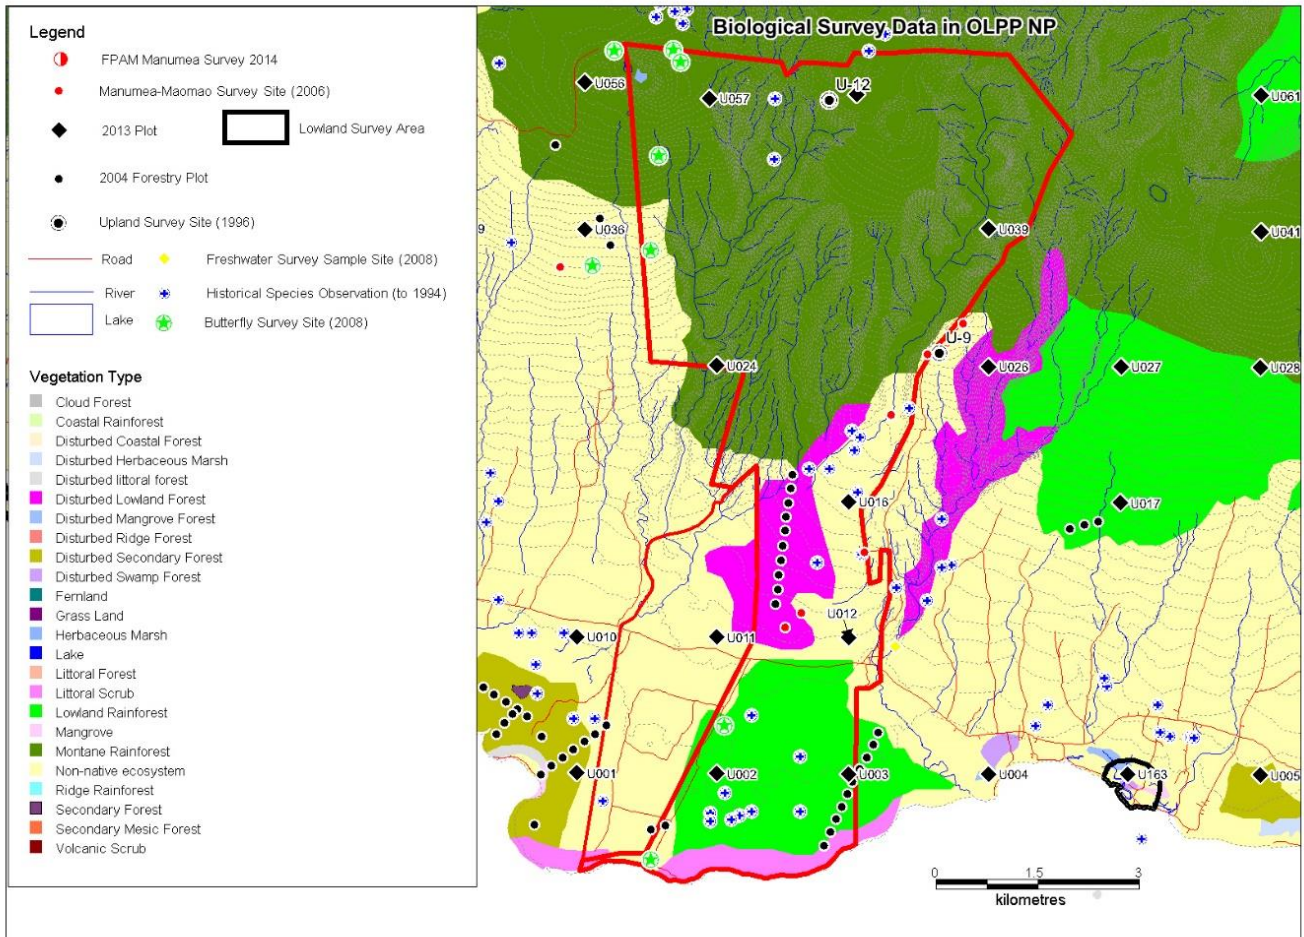 Biological Survey Data in OLPP NP
Legend
FPAM Manumea Survey 2014
Manumea-Maomao Survey Site (2006)
2013 Plot
Lowland Survey Area
2004 Forestry Plot
Upland Survey Site (1996)
Road
Freshwater Survey Sample Site (2008)
River
Historical Species Observation (to 1994)
Lake
Butterfly Survey Site (2008)
Vegetation Type
Cloud Forest
Coastal Rainforest
Disturbed Coastal Forest
Disturbed Herbaceous Marsh
Disturbed littoral forest
Disturbed Lowland Forest
Disturbed Mangrove Forest
Disturbed Ridge Forest
Disturbed Secondary Forest
Disturbed Swamp Forest
Fernland
Grass Land
Herbaceous Marsh
Lake
Littoral Forest
Littoral Scrub
Lowland Rainforest
Mangrove
Montane Rainforest
Non-native ecosystem
Ridge Rainforest
Secondary Forest
Secondary Mesic Forest
Volcanic Scrub
U056
U057
U-12
U061
9
U036
U039
U041
U-9
U024
U026
U027
U028
U016
U017
U012
U010
U011
U001
U002
U003
U004
U163
U005
0
1.5
3
kilometres